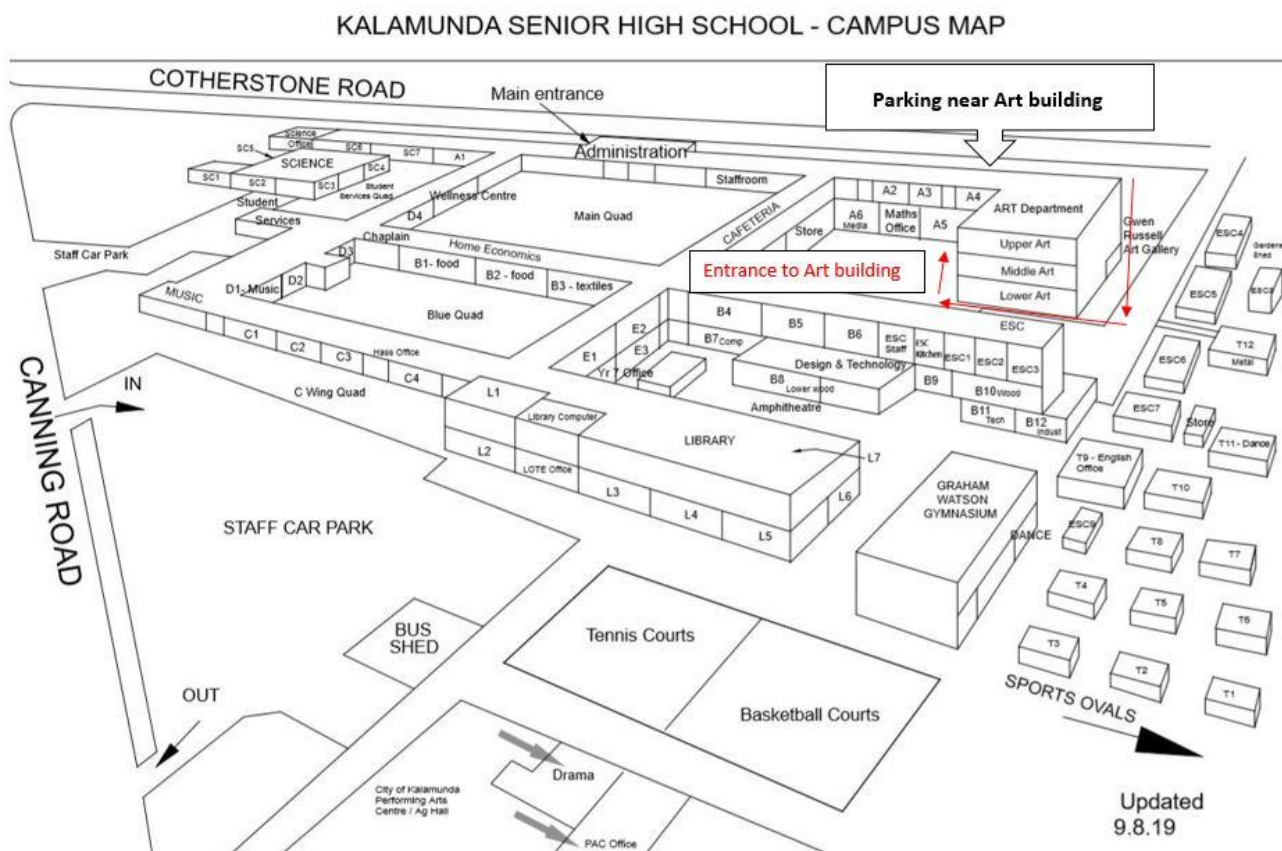 KALAMUNDA SENIOR HIGH SCHOOL - CAMPUS MAP
COTHERSTONE ROAD
Main entrance
Parking near Art building
Science
Office
SC5
SC6
SC7
A1
SCIENCE
SC1
SC2
SC3
SC4
Student
Services Quad
Student
Services
Staff Car Park
Administration
Staffroom
Wellness Centre
D4
Main Quad
CAFETERIA
Store
A2
A3
A4
A6
Media
Maths
Office
A5
ART Department
Upper Art
Middle Art
Lower Art
Gwen
Russell
Art Gallery
Entrance to Art building
ESC4
Gardener
Shed
ESC5
ESC8
ESC6
T12
Metal
ESC7
Store
T11- Dance
Chaplain
D3
Home Economics
B1- food
B2 - food
B3 - textiles
D1- Music
D2
MUSIC
Blue Quad
C1
C2
C3
Hass Office
C4
C Wing Quad
E1
E2
E3
Yr 7 Office
B4
B5
B6
B7 Comp
ESC
Staff
ESC
Kitchen
ESC1
ESC2
ESC3
ESC
Design & Technology
B8
Lower wood
B9
B10 Wood
B11
Tech
B12
Indust
Amphitheatre
L1
Library Computer
LIBRARY
L7
L2
LOTE Office
L3
L4
L5
L6
GRAHAM
WATSON
GYMNASIUM
DANCE
T9 - English
Office
T10
ESC9
T8
T7
T4
T5
T6
T3
T2
T1
SPORTS OVALS
CANNING ROAD
IN
OUT
STAFF CAR PARK
BUS
SHED
Tennis Courts
Basketball Courts
City of Kalamunda
Performing Arts
Centre / Ag Hall
Drama
PAC Office
Updated
9.8.19